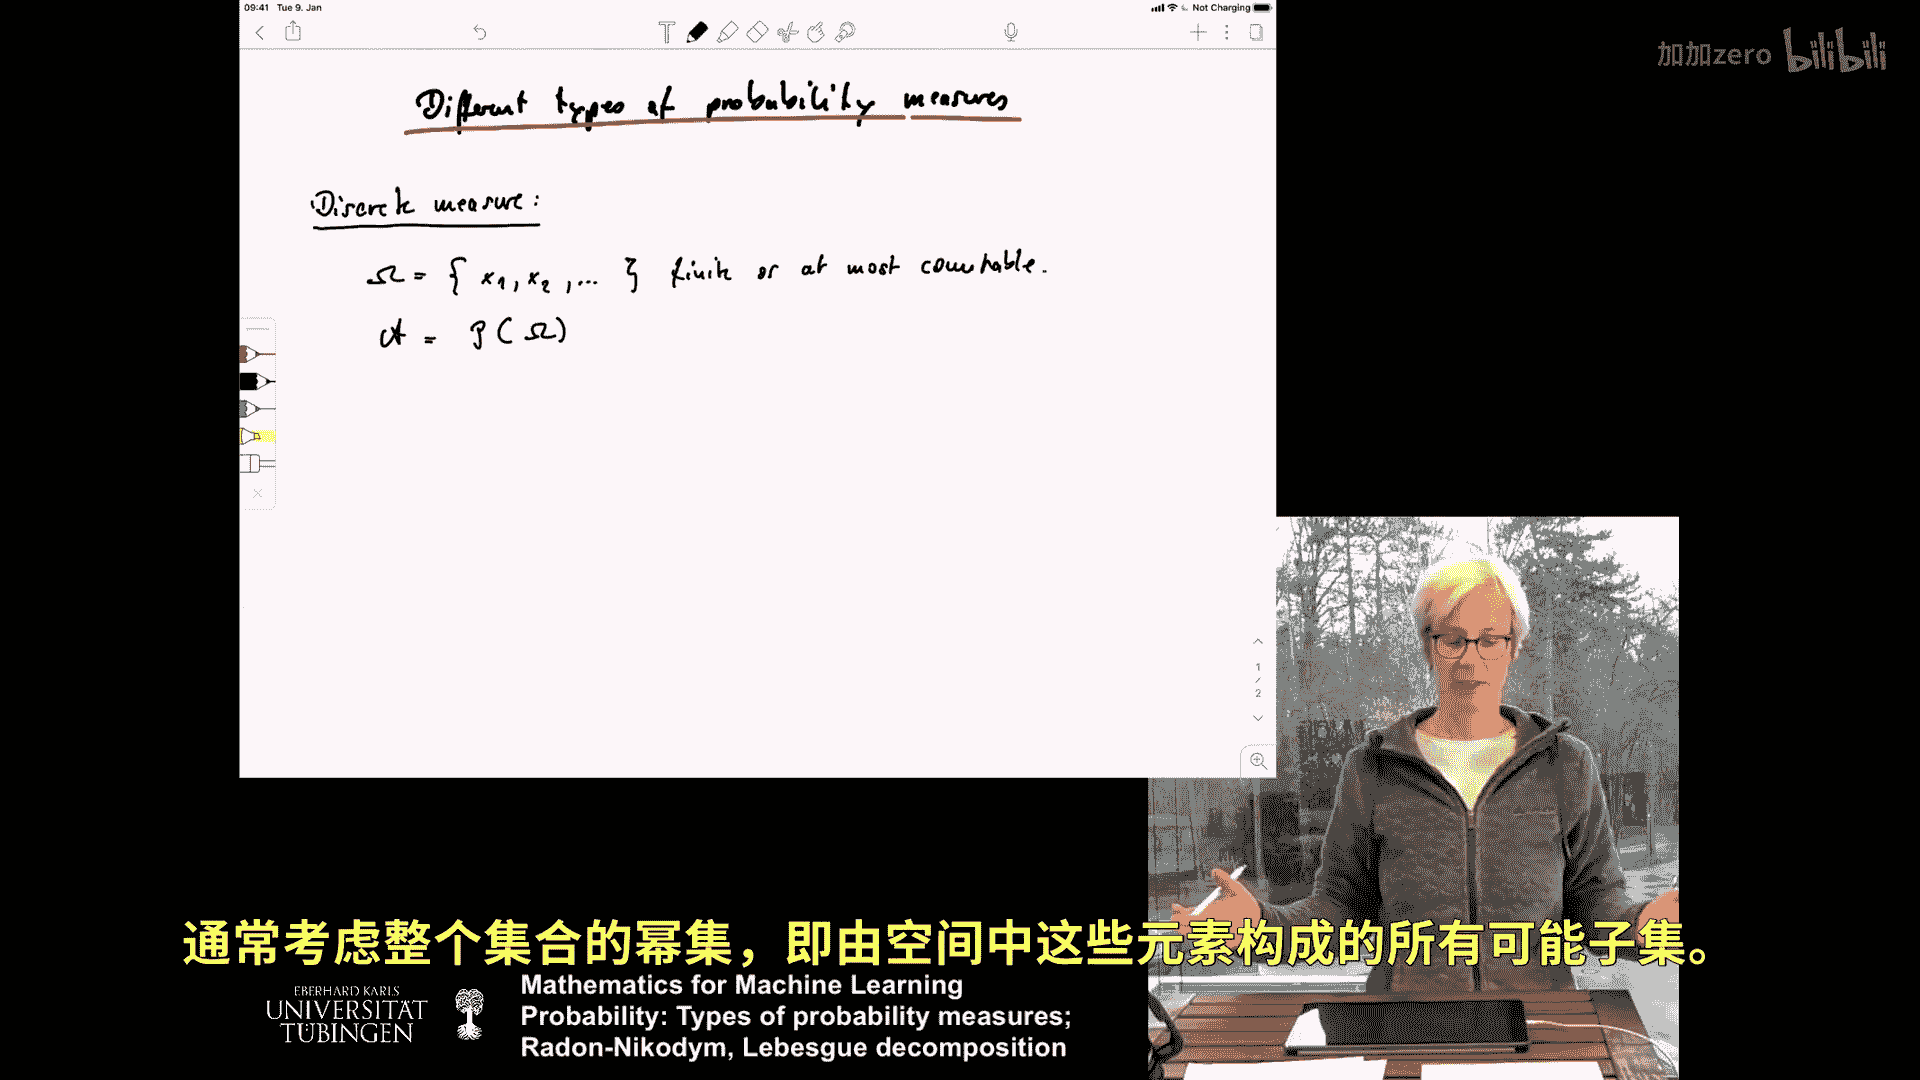 09:41 Tue 9. Jan
Not Charging
加加zero bilibili
Different types of probability measures
Discrete measure:
Ω = { x₁, x₂, ... } finite or at most countable.
𝒜 = 𝒫(Ω)
1
/
2
通常考虑整个集合的幂集，即由空间中这些元素构成的所有可能子集。
EBERHARD KARLS
UNIVERSITÄT
TÜBINGEN
Mathematics for Machine Learning
Probability: Types of probability measures;
Radon-Nikodym, Lebesgue decomposition